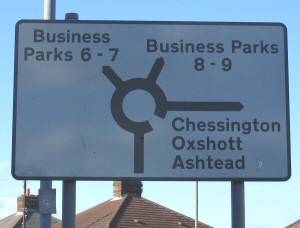 Business
Parks 6 - 7
Business Parks
8 - 9
Chessington
Oxshott
Ashtead